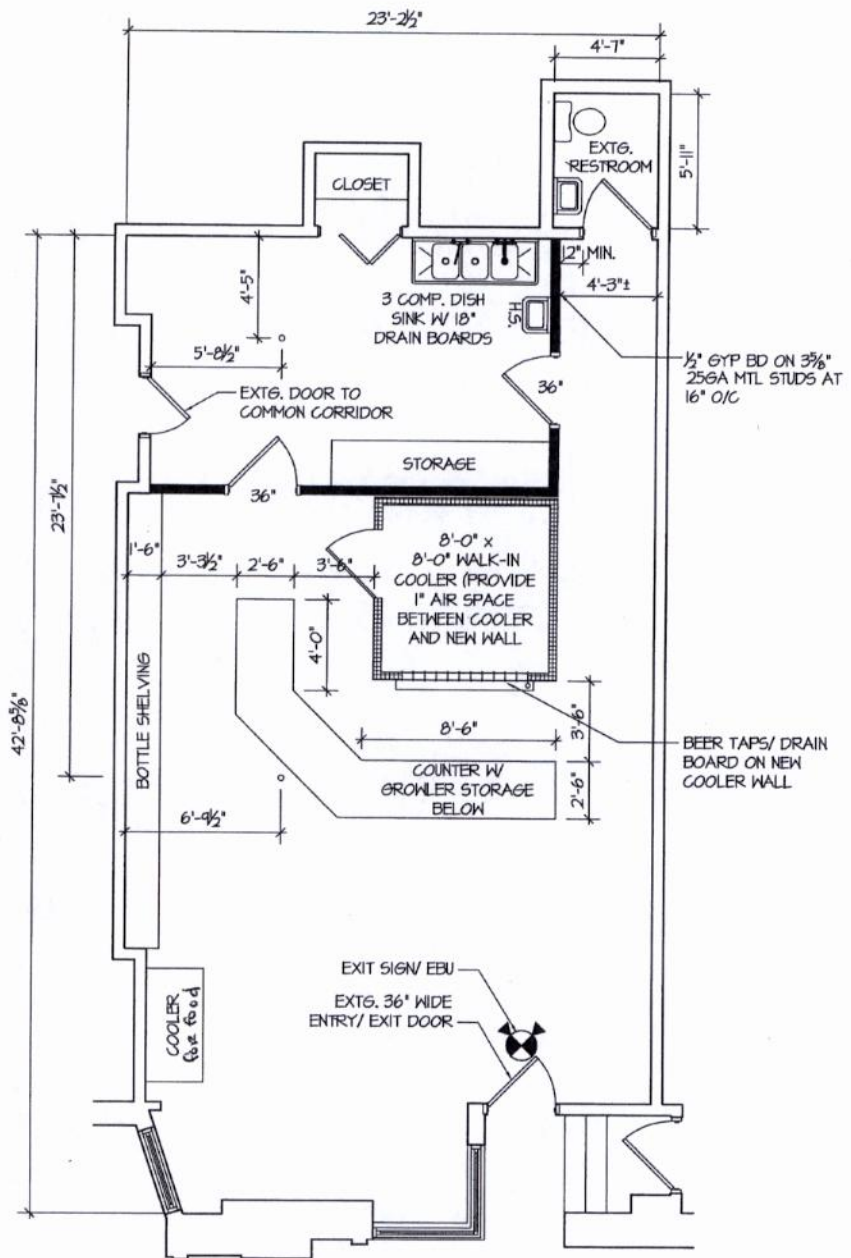 23'-2½"
4'-7"
EXTG.
RESTROOM
5'-11"
CLOSET
12" MIN.
4'-3"±
4'-5"
3 COMP. DISH
SINK W/ 18"
DRAIN BOARDS
H.S.
5'-8½"
½" GYP BD ON 3⅝"
25GA MTL STUDS AT
16" O/C
EXTG. DOOR TO
COMMON CORRIDOR
36"
STORAGE
36"
23'-7½"
1'-6"
3'-3½"
2'-6"
3'-6"
8'-0" x
8'-0" WALK-IN
COOLER (PROVIDE
1" AIR SPACE
BETWEEN COOLER
AND NEW WALL
4'-0"
BOTTLE SHELVING
42'-8⅝"
8'-6"
3'-6"
BEER TAPS/ DRAIN
BOARD ON NEW
COOLER WALL
COUNTER W/
GROWLER STORAGE
BELOW
2'-6"
6'-9½"
EXIT SIGN/ EBU
EXTG. 36" WIDE
ENTRY/ EXIT DOOR
COOLER
for food